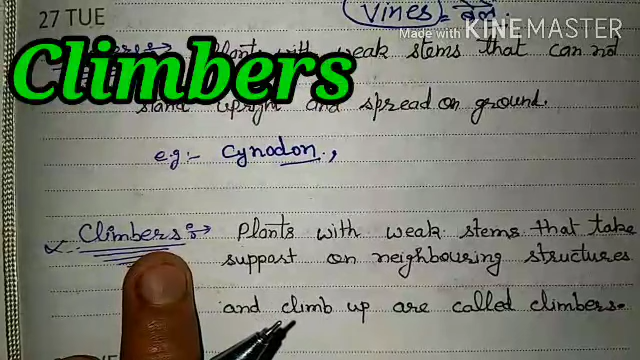 27 TUE
Vines = बेलें.
Made with KINEMASTER
Plants with weak stems that can not
Climbers
stand upright and spread on ground.
e.g:- Cynodon,
Climbers :→ Plants with weak stems that take
support on neighbouring structures
and climb up are called climbers.